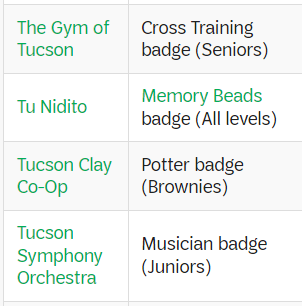 The Gym of
Tucson
Cross Training
badge (Seniors)
Tu Nidito
Memory Beads
badge (All levels)
Tucson Clay
Co-Op
Potter badge
(Brownies)
Tucson
Symphony
Orchestra
Musician badge
(Juniors)